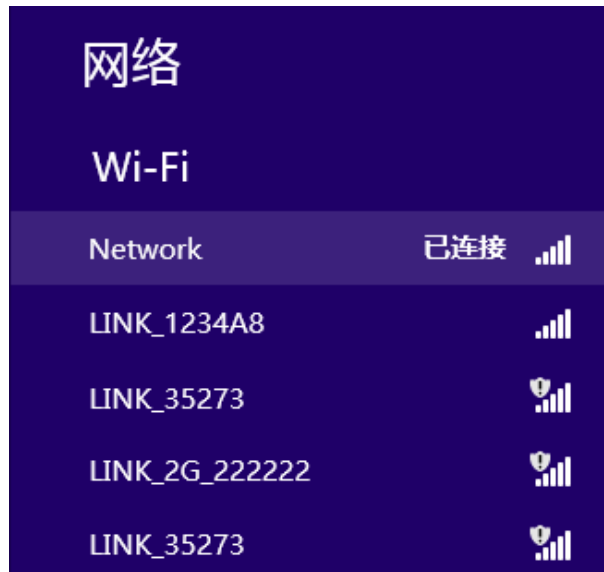 网络
Wi-Fi
Network 已连接
LINK_1234A8
LINK_35273
LINK_2G_222222
LINK_35273